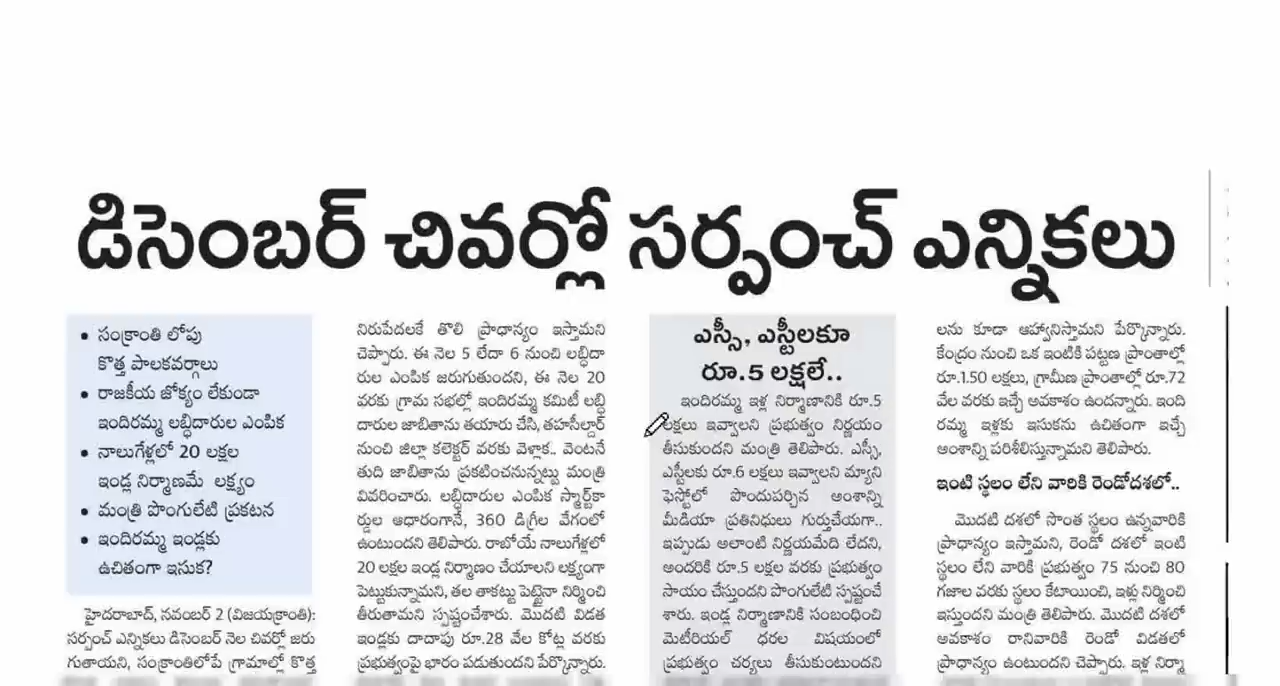 డిసెంబర్ చివర్లో సర్పంచ్ ఎన్నికలు
• సంక్రాంతి లోపు
కొత్త పాలకవర్గాలు
• రాజకీయ జోక్యం లేకుండా
ఇందిరమ్మ లబ్ధిదారుల ఎంపిక
• నాలుగేళ్లలో 20 లక్షల
ఇండ్ల నిర్మాణమే లక్ష్యం
• మంత్రి పొంగులేటి ప్రకటన
• ఇందిరమ్మ ఇండ్లకు
ఉచితంగా ఇసుక?
హైదరాబాద్, నవంబర్ 2 (విజయక్రాంతి):
సర్పంచ్ ఎన్నికలు డిసెంబర్ నెల చివర్లో జరు
గుతాయని, సంక్రాంతిలోపే గ్రామాల్లో కొత్త
నిరుపేదలకే తొలి ప్రాధాన్యం ఇస్తామని
చెప్పారు. ఈ నెల 5 లేదా 6 నుంచి లబ్ధిదా
రుల ఎంపిక జరుగుతుందని, ఈ నెల 20
వరకు గ్రామ సభల్లో ఇందిరమ్మ కమిటీ లబ్ధి
దారుల జాబితాను తయారు చేసి, తహసీల్దార్
నుంచి జిల్లా కలెక్టర్ వరకు వెళ్లాక.. వెంటనే
తుది జాబితాను ప్రకటించనున్నట్టు మంత్రి
వివరించారు. లబ్ధిదారుల ఎంపిక స్మార్ట్‌కా
ర్డుల ఆధారంగానే, 360 డిగ్రీల వేగంలో
ఉంటుందని తెలిపారు. రాబోయే నాలుగేళ్లలో
20 లక్షల ఇండ్ల నిర్మాణం చేయాలని లక్ష్యంగా
పెట్టుకున్నామని, తల తాకట్టు పెట్టైనా నిర్మించి
తీరుతామని స్పష్టంచేశారు. మొదటి విడత
ఇండ్లకు దాదాపు రూ.28 వేల కోట్ల వరకు
ప్రభుత్వంపై భారం పడుతుందని పేర్కొన్నారు.
ఎస్సీ, ఎస్టీలకూ
రూ.5 లక్షలే..
ఇందిరమ్మ ఇళ్ల నిర్మాణానికి రూ.5
లక్షలు ఇవ్వాలని ప్రభుత్వం నిర్ణయం
తీసుకుందని మంత్రి తెలిపారు. ఎస్సీ,
ఎస్టీలకు రూ.6 లక్షలు ఇవ్వాలని మ్యాని
ఫెస్టోలో పొందుపర్చిన అంశాన్ని
మీడియా ప్రతినిధులు గుర్తుచేయగా..
ఇప్పుడు అలాంటి నిర్ణయమేది లేదని,
అందరికి రూ.5 లక్షల వరకు ప్రభుత్వం
సాయం చేస్తుందని పొంగులేటి స్పష్టంచే
శారు. ఇండ్ల నిర్మాణానికి సంబంధించి
మెటీరియల్ ధరల విషయంలో
ప్రభుత్వం చర్యలు తీసుకుంటుందని
లను కూడా ఆహ్వానిస్తామని పేర్కొన్నారు.
కేంద్రం నుంచి ఒక ఇంటికి పట్టణ ప్రాంతాల్లో
రూ.1.50 లక్షలు, గ్రామీణ ప్రాంతాల్లో రూ.72
వేల వరకు ఇచ్చే అవకాశం ఉందన్నారు. ఇంది
రమ్మ ఇళ్లకు ఇసుకను ఉచితంగా ఇచ్చే
అంశాన్ని పరిశీలిస్తున్నామని తెలిపారు.
ఇంటి స్థలం లేని వారికి రెండోదశలో..
మొదటి దశలో సొంత స్థలం ఉన్నవారికి
ప్రాధాన్యం ఇస్తామని, రెండో దశలో ఇంటి
స్థలం లేని వారికి ప్రభుత్వం 75 నుంచి 80
గజాల వరకు స్థలం కేటాయించి, ఇళ్లు నిర్మించి
ఇస్తుందని మంత్రి తెలిపారు. మొదటి దశలో
అవకాశం రానివారికి రెండో విడతలో
ప్రాధాన్యం ఉంటుందని చెప్పారు. ఇళ్ల నిర్మా